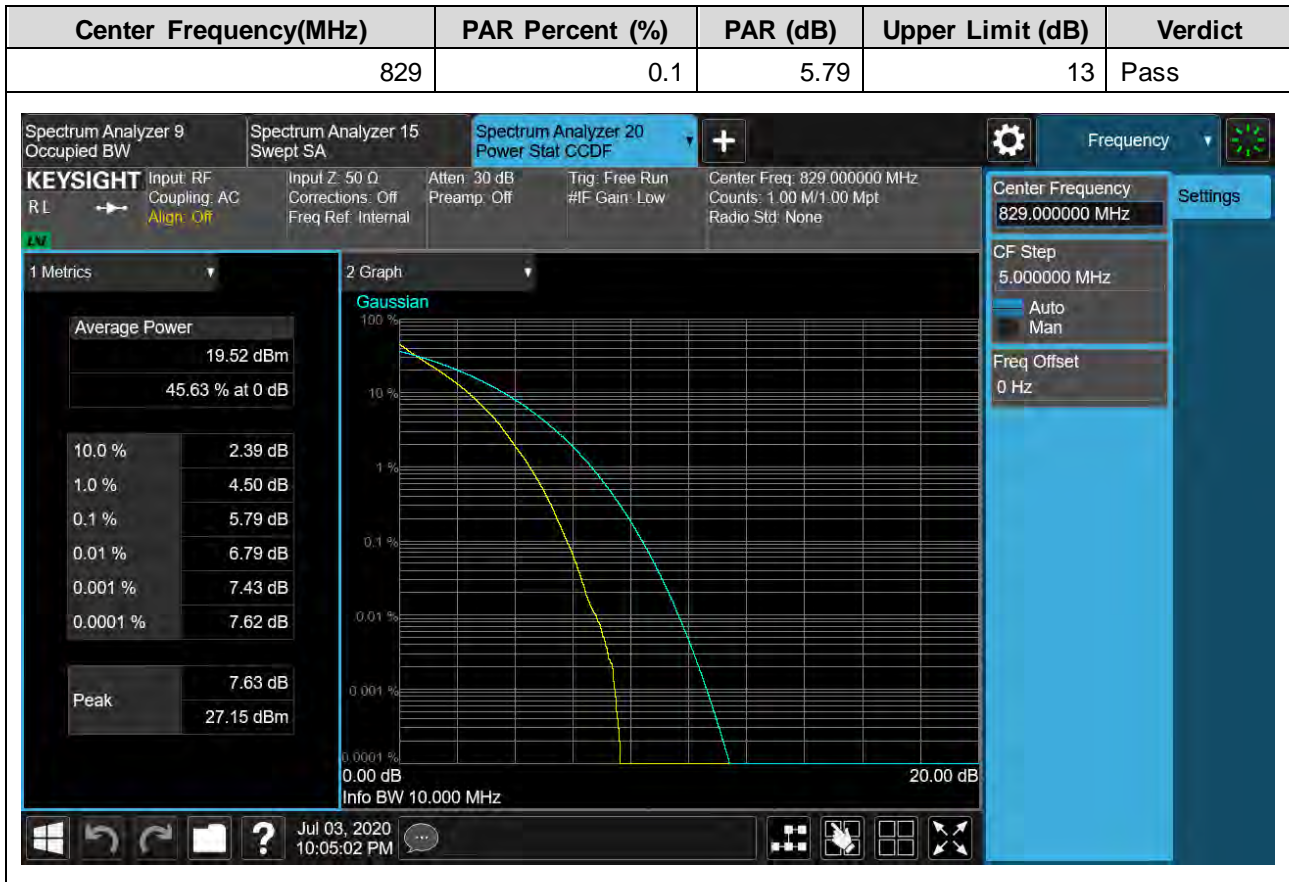 Center Frequency(MHz) PAR Percent (%) PAR (dB) Upper Limit (dB) Verdict
829 0.1 5.79 13 Pass
Spectrum Analyzer 9 Spectrum Analyzer 15 Spectrum Analyzer 20 Frequency
Occupied BW Swept SA Power Stat CCDF
KEYSIGHT Input: RF Input Z: 50 Ω Atten: 30 dB Trig: Free Run Center Freq: 829.000000 MHz
RL Coupling: AC Corrections: Off Preamp: Off #IF Gain: Low Counts: 1.00 M/1.00 Mpt
Align: Off Freq Ref: Internal Radio Std: None
LNI
Center Frequency
829.000000 MHz
Settings
CF Step
5.000000 MHz
Auto
Man
Freq Offset
0 Hz
1 Metrics
Average Power
19.52 dBm
45.63 % at 0 dB
10.0 % 2.39 dB
1.0 % 4.50 dB
0.1 % 5.79 dB
0.01 % 6.79 dB
0.001 % 7.43 dB
0.0001 % 7.62 dB
Peak 7.63 dB
27.15 dBm
2 Graph
Gaussian
100 %
10 %
1 %
0.1 %
0.01 %
0.001 %
0.0001 %
0.00 dB 20.00 dB
Info BW 10.000 MHz
? Jul 03, 2020
10:05:02 PM